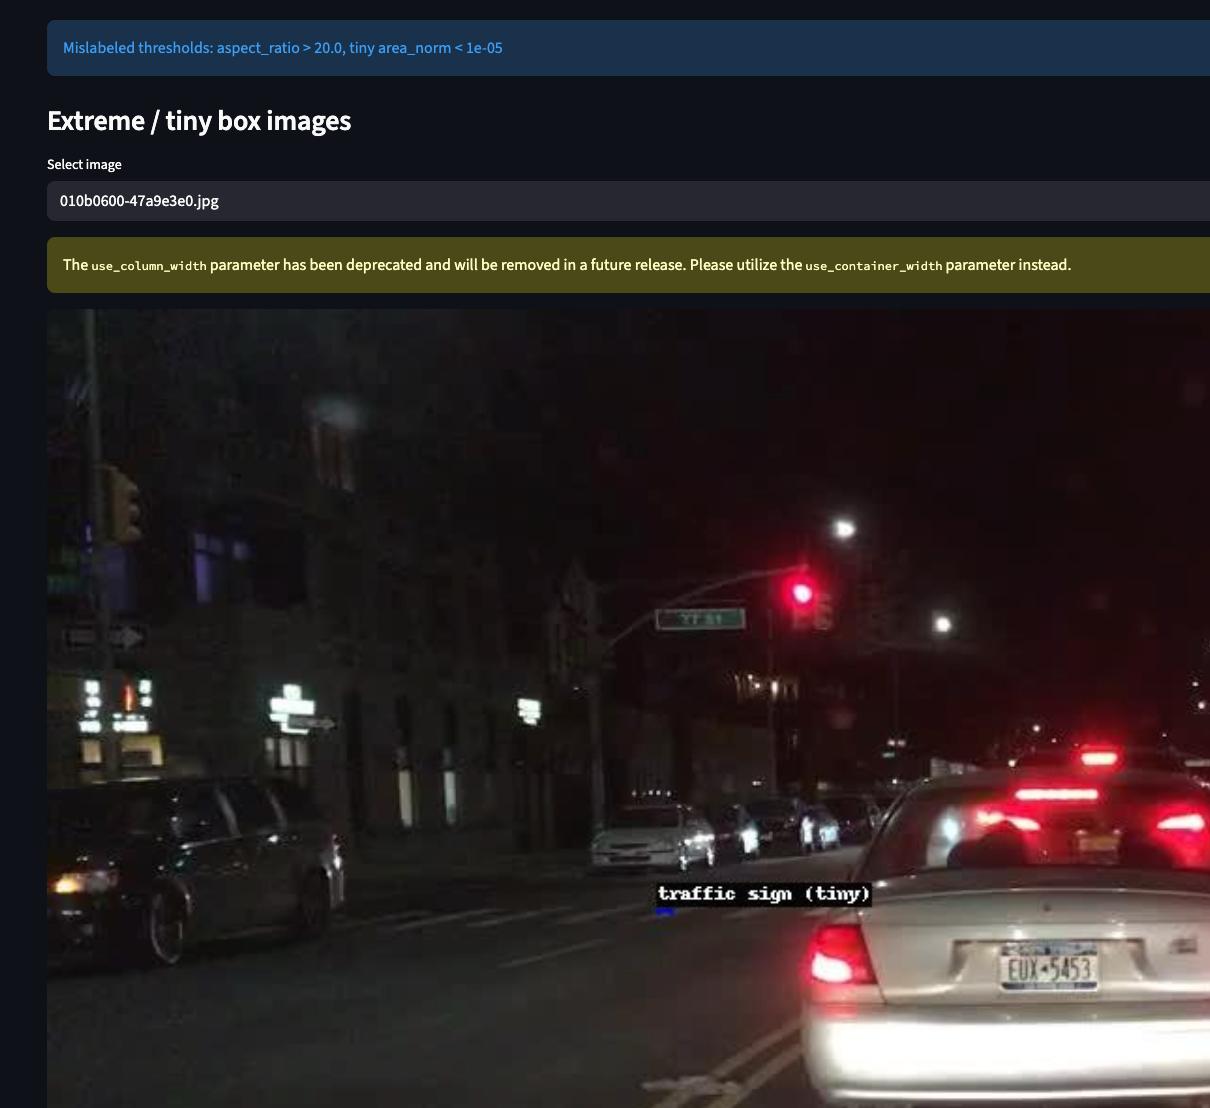 Mislabeled thresholds: aspect_ratio > 20.0, tiny area_norm < 1e-05
Extreme / tiny box images
Select image
010b0600-47a9e3e0.jpg
The use_column_width parameter has been deprecated and will be removed in a future release. Please utilize the use_container_width parameter instead.
traffic sign (tiny)
EUX 5453